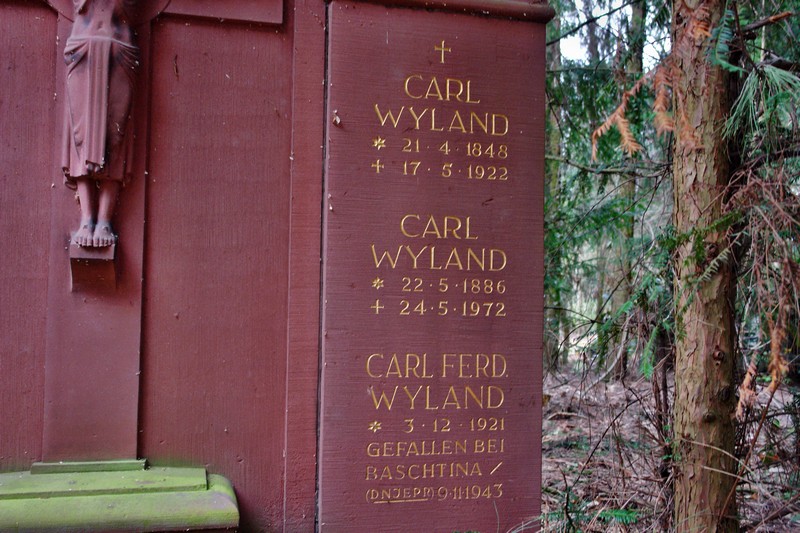 CARL
WYLAND
* 21 · 4 · 1848
+ 17 · 5 · 1922
CARL
WYLAND
* 22 · 5 · 1886
+ 24 · 5 · 1972
CARL FERD.
WYLAND
* 3 · 12 · 1921
GEFALLEN BEI
BASCHTINA /
(DNJEPR) 9·11·1943